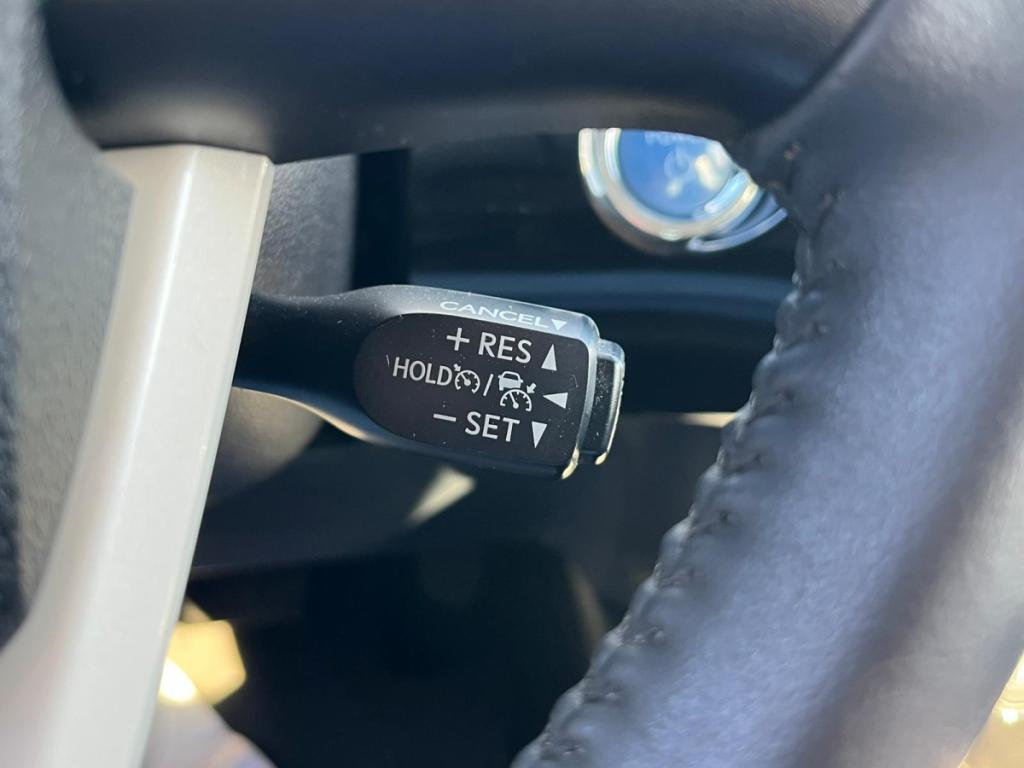 CANCEL▼
+ RES ▲
HOLD / ◀
− SET ▼